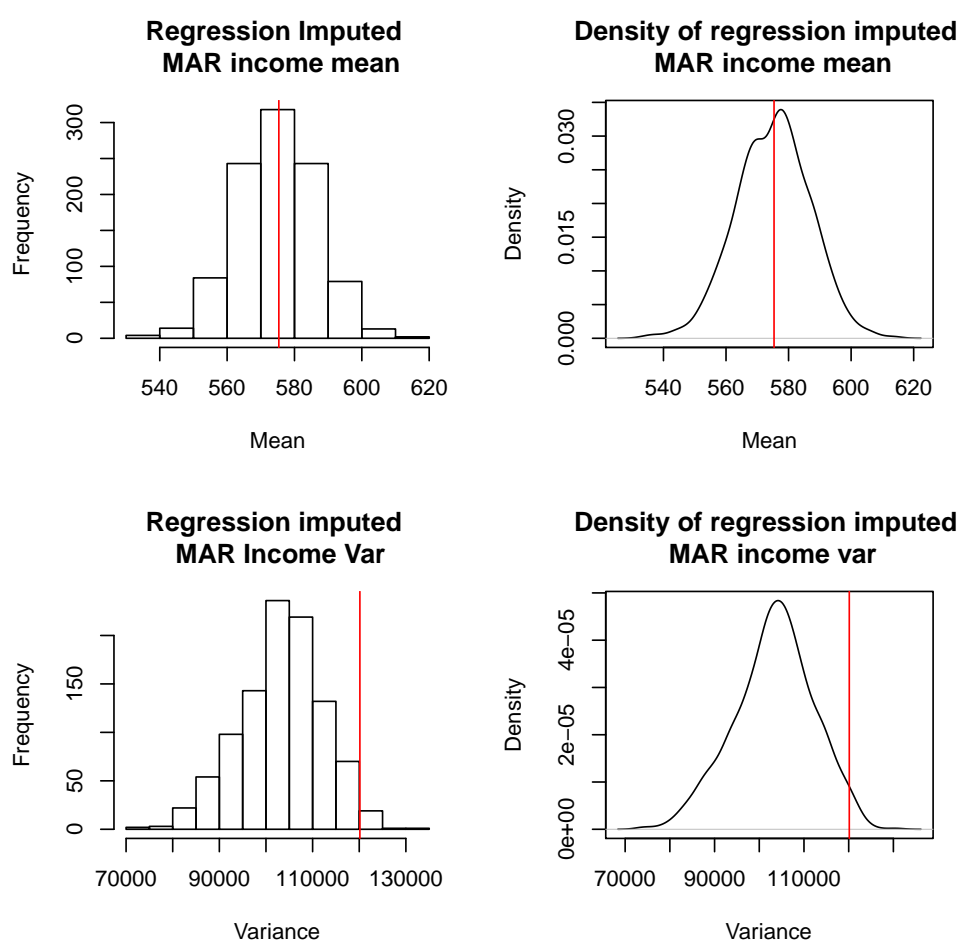 Regression Imputed
MAR income mean
Frequency
0
100
200
300
540
560
580
600
620
Mean
Density of regression imputed
MAR income mean
Density
0.000
0.015
0.030
540
560
580
600
620
Mean
Regression imputed
MAR Income Var
Frequency
0
50
150
70000
90000
110000
130000
Variance
Density of regression imputed
MAR income var
Density
0e+00
2e-05
4e-05
70000
90000
110000
Variance